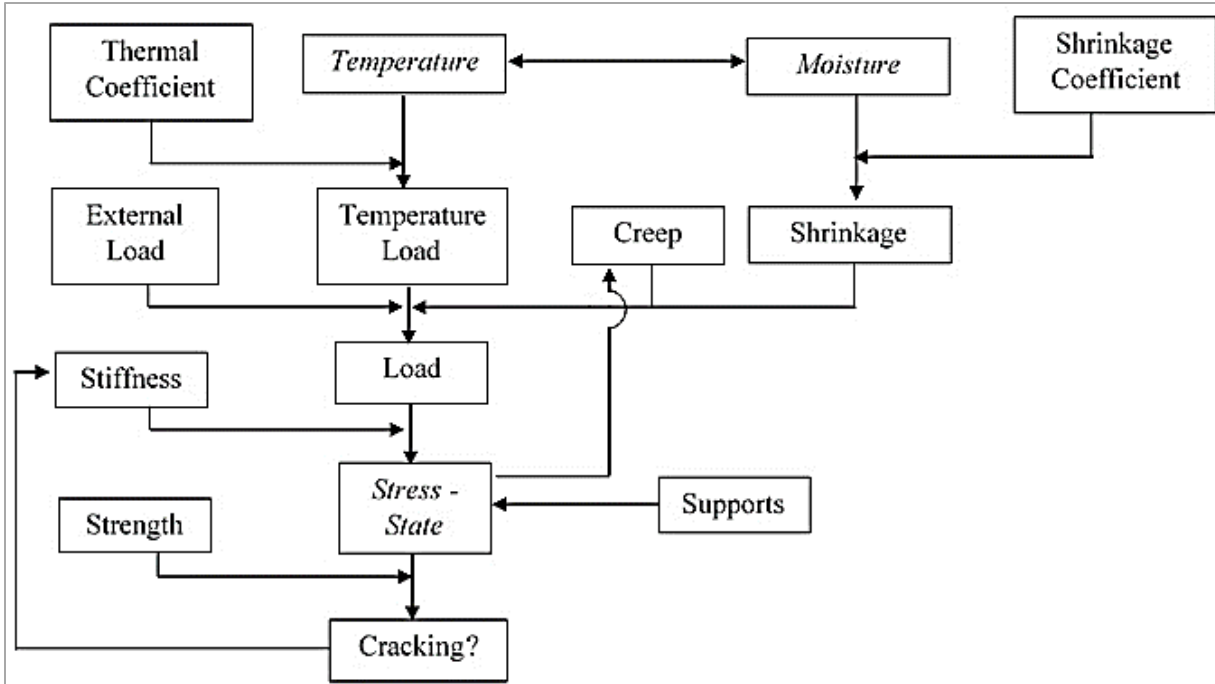 Thermal
Coefficient
Temperature
Moisture
Shrinkage
Coefficient
External
Load
Temperature
Load
Creep
Shrinkage
Stiffness
Load
Strength
Stress -
State
Supports
Cracking?